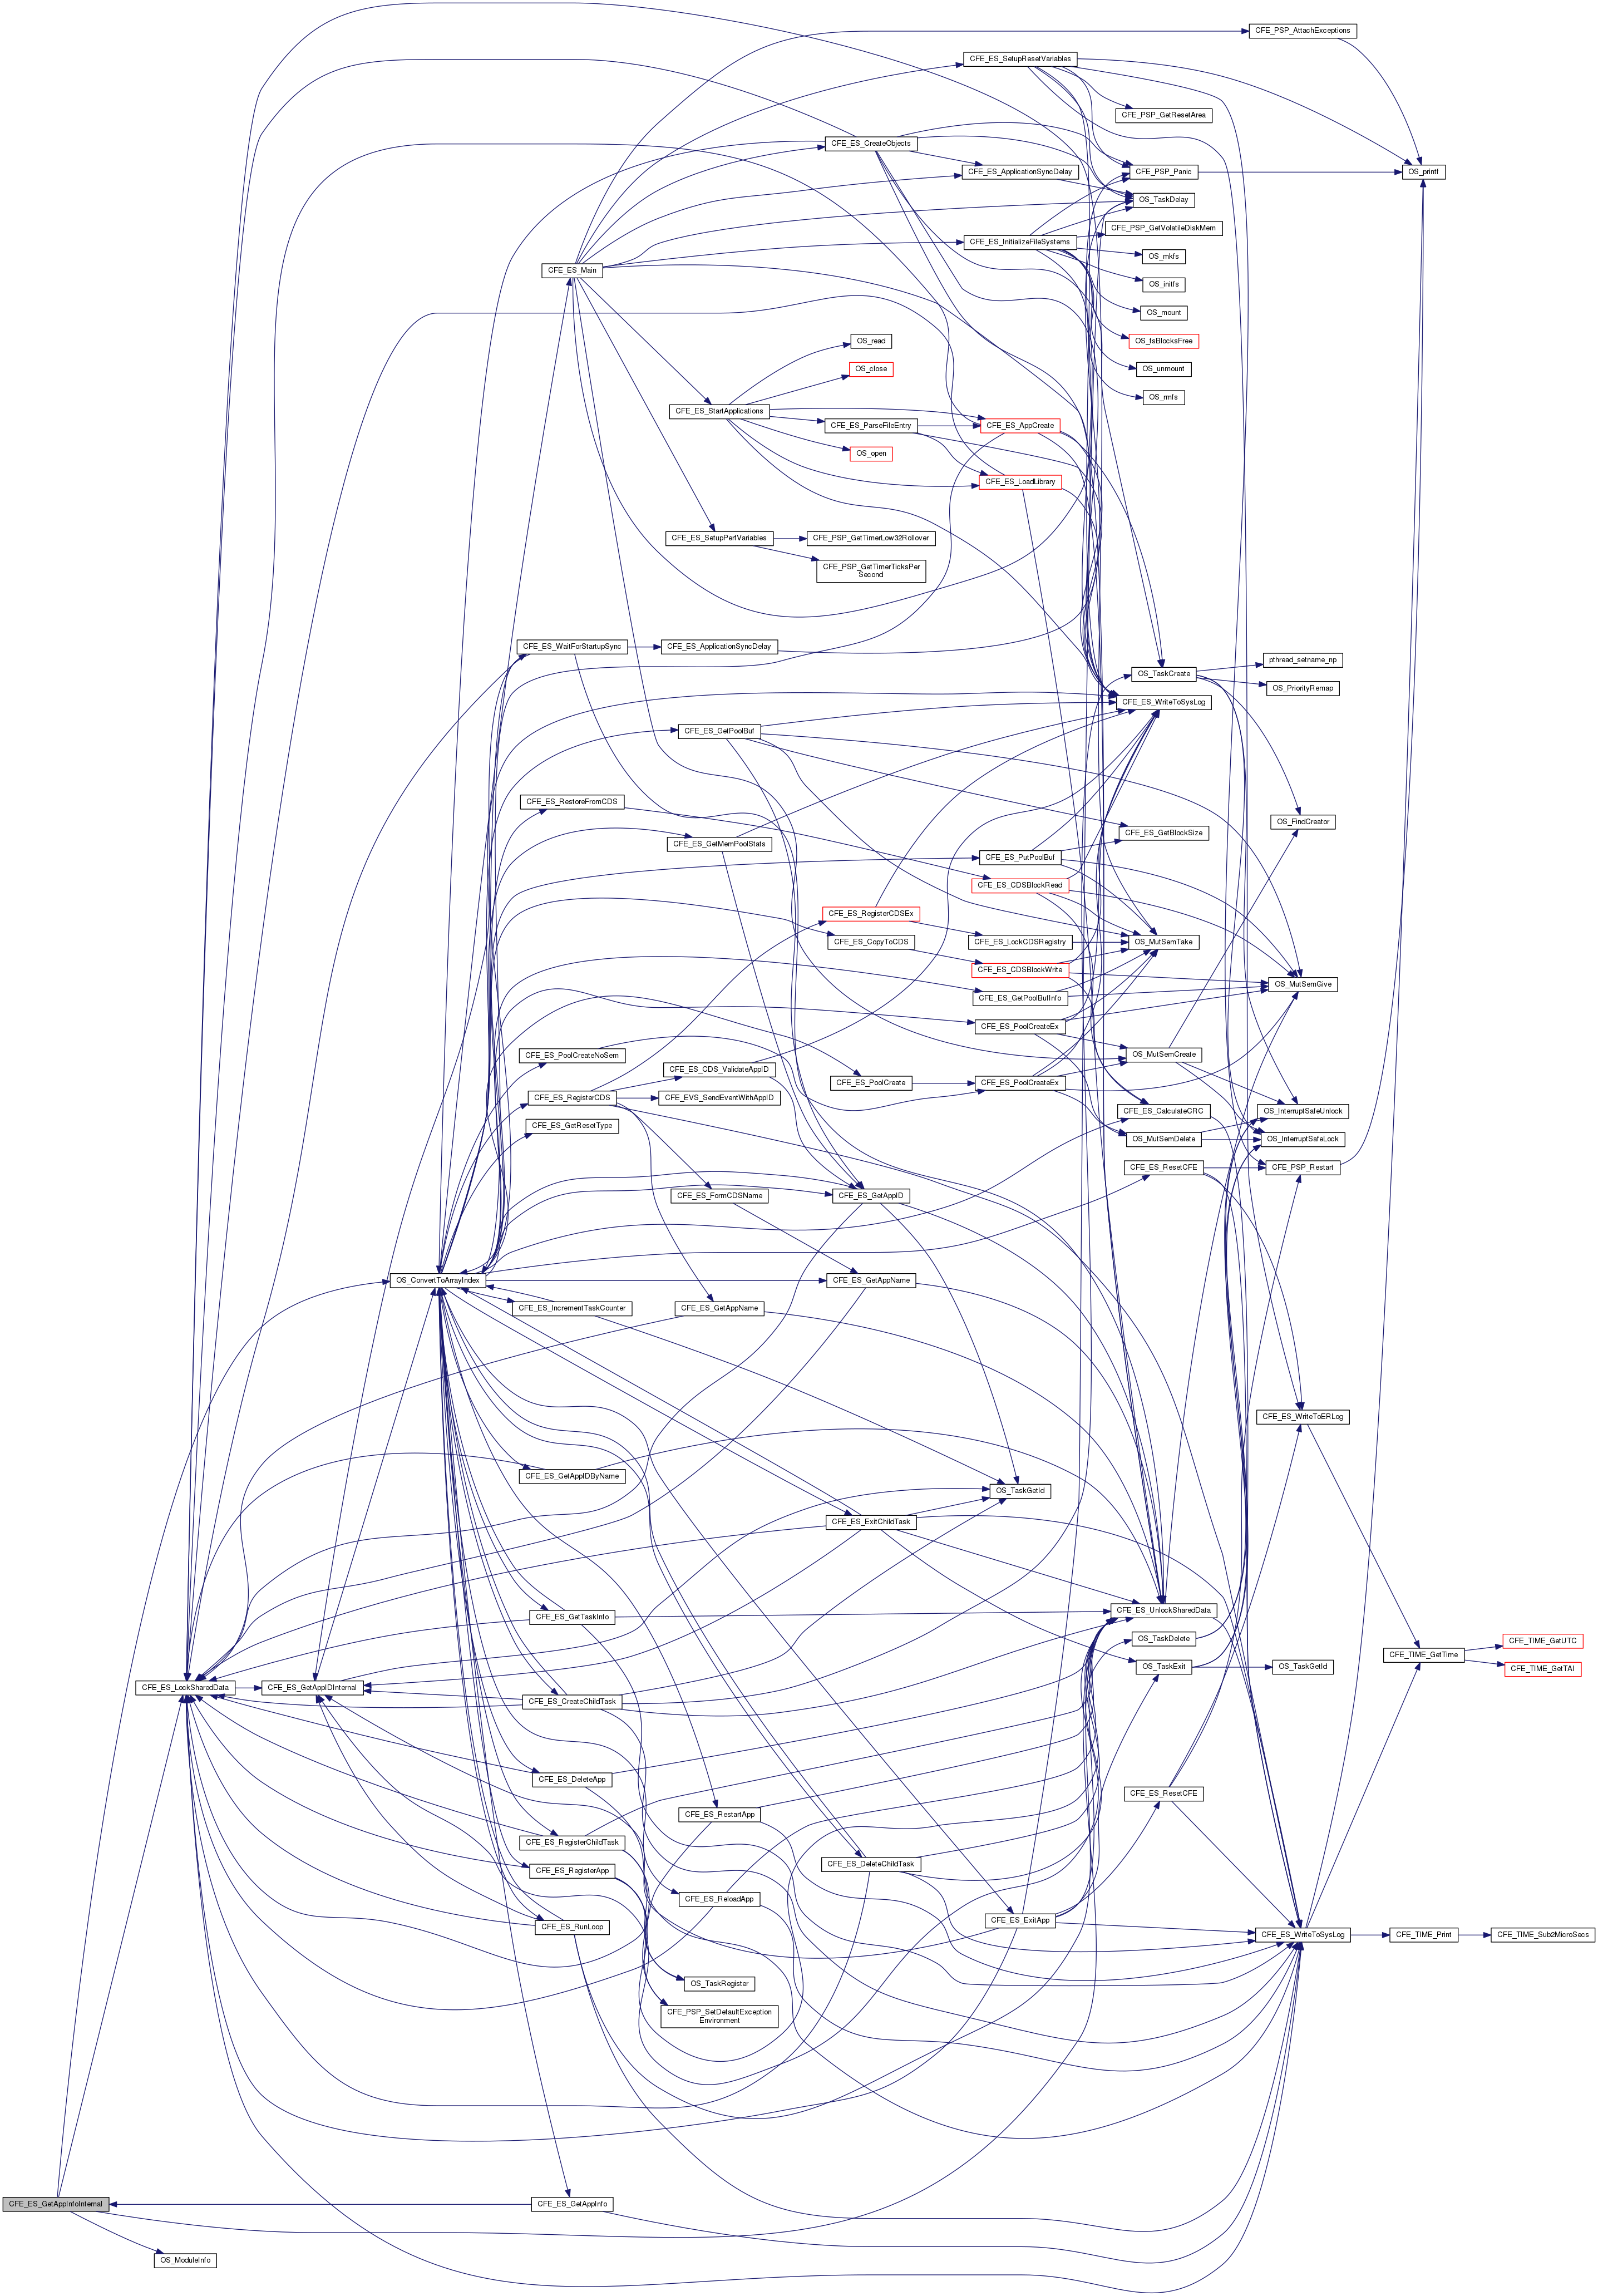 CFE_PSP_AttachExceptions
CFE_ES_SetupResetVariables
CFE_PSP_GetResetArea
CFE_ES_CreateObjects
CFE_ES_ApplicationSyncDelay
CFE_PSP_Panic
OS_printf
OS_TaskDelay
CFE_PSP_GetVolatileDiskMem
CFE_ES_InitializeFileSystems
OS_mkfs
CFE_ES_Main
OS_initfs
OS_mount
OS_read
OS_fsBlocksFree
OS_close
OS_unmount
OS_rmfs
CFE_ES_StartApplications
CFE_ES_ParseFileEntry
CFE_ES_AppCreate
OS_open
CFE_ES_LoadLibrary
CFE_ES_SetupPerfVariables
CFE_PSP_GetTimerLow32Rollover
CFE_PSP_GetTimerTicksPer
Second
CFE_ES_WaitForStartupSync
CFE_ES_ApplicationSyncDelay
pthread_setname_np
OS_TaskCreate
OS_PriorityRemap
CFE_ES_WriteToSysLog
CFE_ES_GetPoolBuf
CFE_ES_RestoreFromCDS
OS_FindCreator
CFE_ES_GetBlockSize
CFE_ES_GetMemPoolStats
CFE_ES_PutPoolBuf
CFE_ES_CDSBlockRead
CFE_ES_RegisterCDSEx
CFE_ES_CopyToCDS
CFE_ES_LockCDSRegistry
OS_MutSemTake
CFE_ES_CDSBlockWrite
OS_MutSemGive
CFE_ES_GetPoolBufInfo
CFE_ES_PoolCreateEx
CFE_ES_PoolCreateNoSem
OS_MutSemCreate
CFE_ES_CDS_ValidateAppID
CFE_ES_PoolCreate
CFE_ES_PoolCreateEx
CFE_ES_RegisterCDS
CFE_EVS_SendEventWithAppID
CFE_ES_CalculateCRC
OS_InterruptSafeUnlock
CFE_ES_GetResetType
OS_MutSemDelete
OS_InterruptSafeLock
CFE_ES_ResetCFE
CFE_PSP_Restart
CFE_ES_FormCDSName
CFE_ES_GetAppID
OS_ConvertToArrayIndex
CFE_ES_GetAppName
CFE_ES_IncrementTaskCounter
CFE_ES_GetAppName
CFE_ES_WriteToERLog
CFE_ES_GetAppIDByName
OS_TaskGetId
CFE_ES_ExitChildTask
CFE_ES_GetTaskInfo
CFE_ES_UnlockSharedData
OS_TaskDelete
CFE_TIME_GetUTC
CFE_TIME_GetTime
OS_TaskExit
OS_TaskGetId
CFE_TIME_GetTAI
CFE_ES_LockSharedData
CFE_ES_GetAppIDInternal
CFE_ES_CreateChildTask
CFE_ES_DeleteApp
CFE_ES_ResetCFE
CFE_ES_RestartApp
CFE_ES_RegisterChildTask
CFE_ES_DeleteChildTask
CFE_ES_RegisterApp
CFE_ES_ReloadApp
CFE_ES_ExitApp
CFE_ES_RunLoop
CFE_ES_WriteToSysLog
CFE_TIME_Print
CFE_TIME_Sub2MicroSecs
OS_TaskRegister
CFE_PSP_SetDefaultException
Environment
CFE_ES_GetAppInfoInternal
CFE_ES_GetAppInfo
OS_ModuleInfo